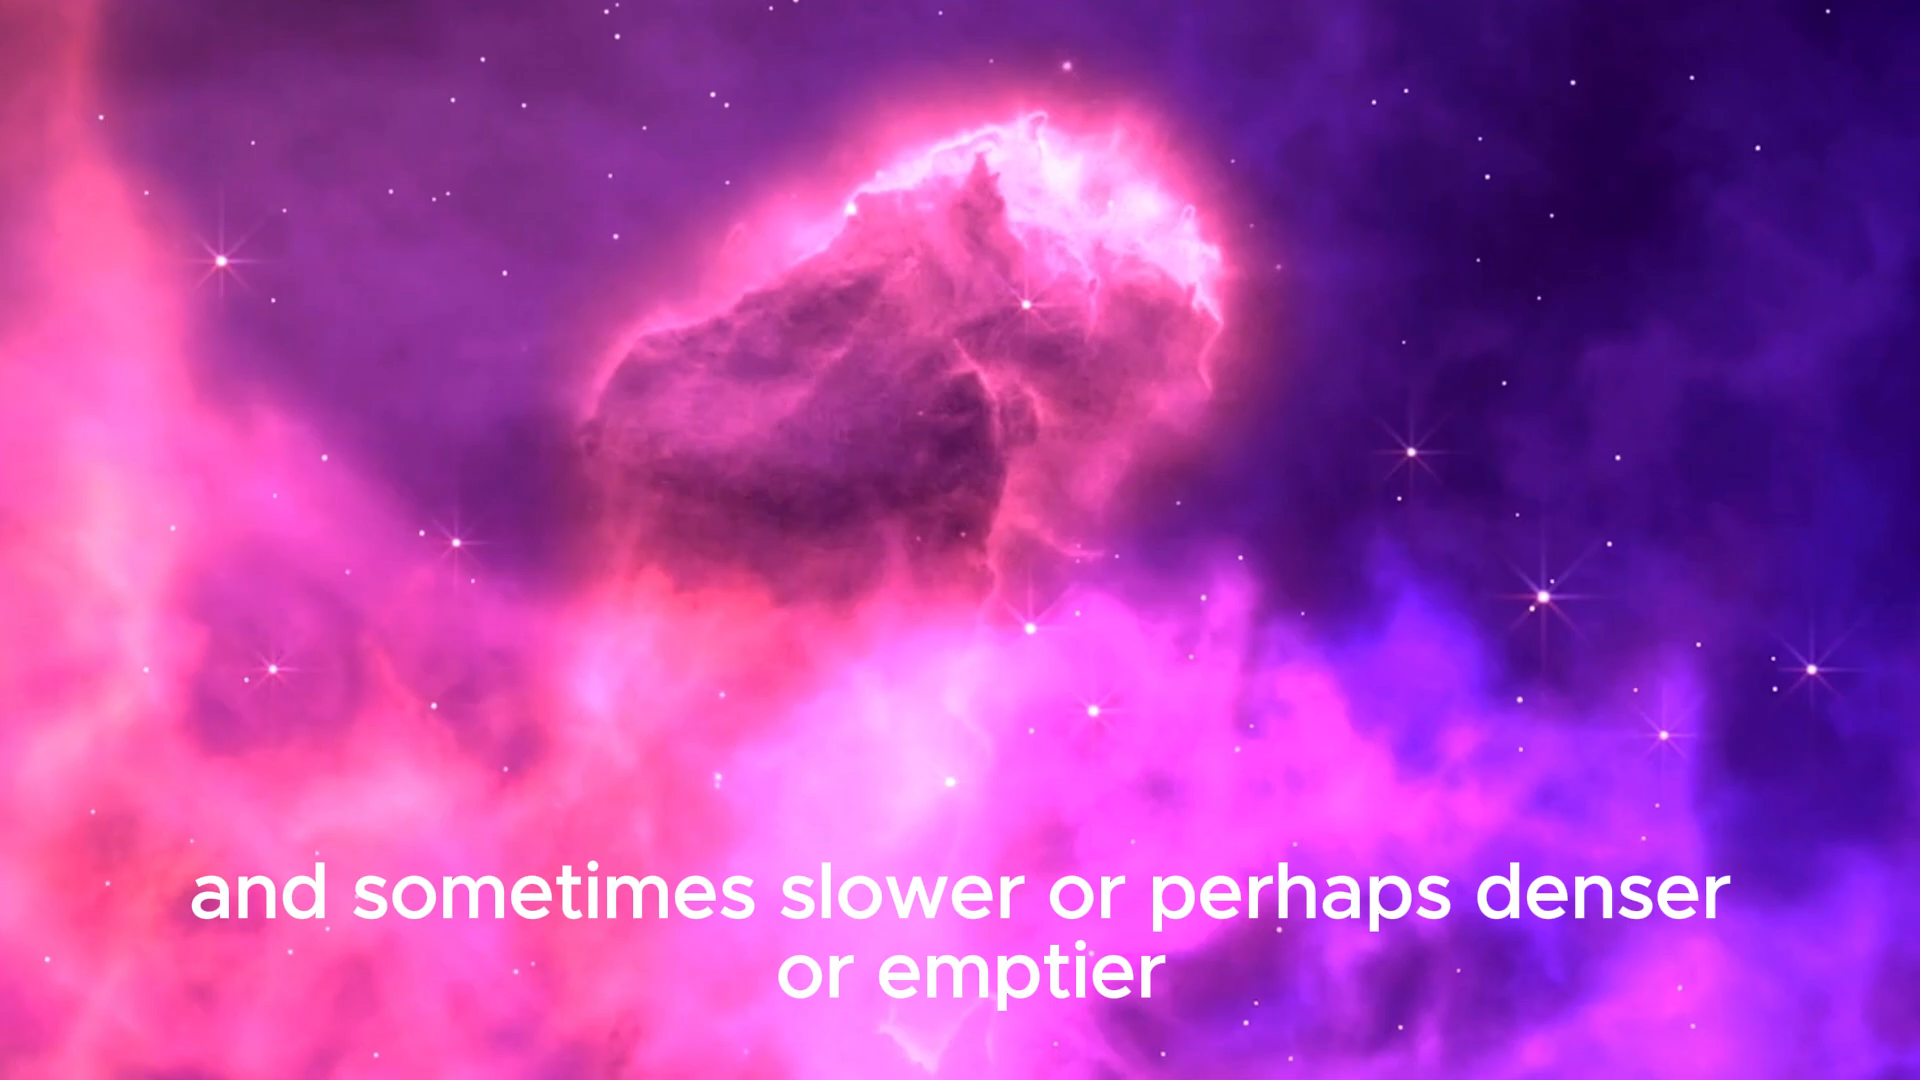 and sometimes slower or perhaps denser
or emptier